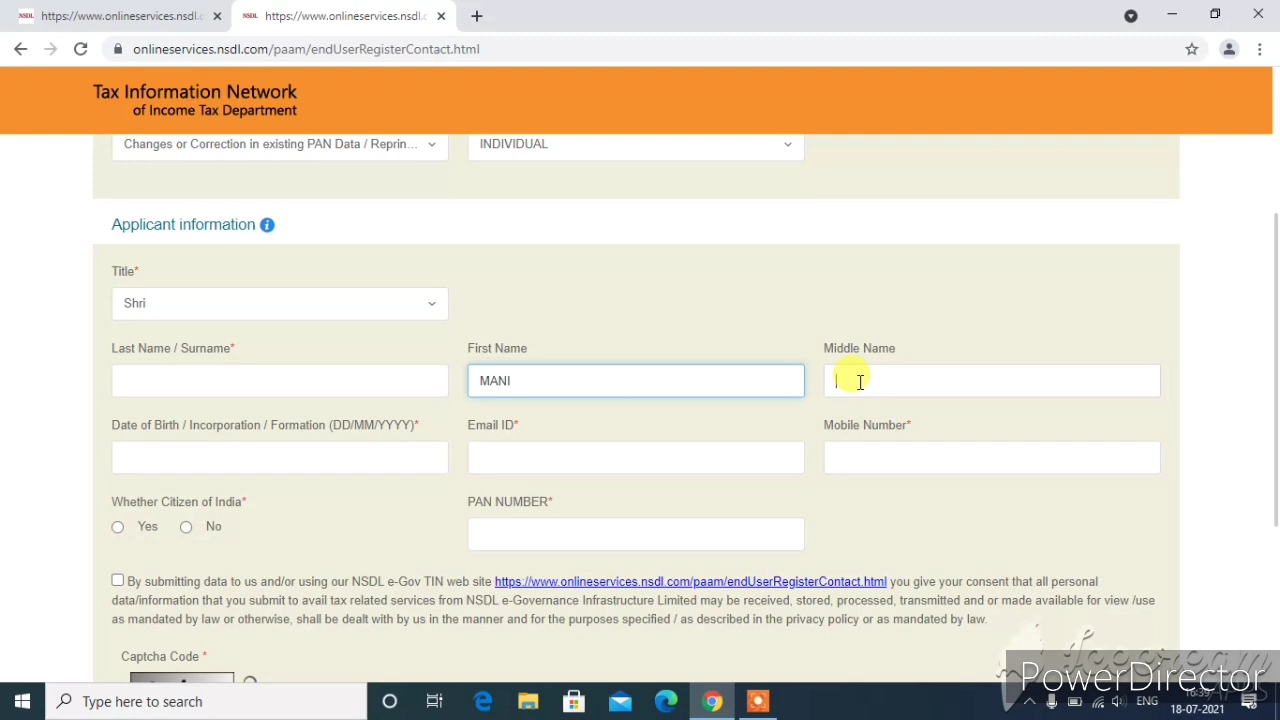 https://www.onlineservices.nsdl.
https://www.onlineservices.nsdl.
onlineservices.nsdl.com/paam/endUserRegisterContact.html
Tax Information Network
of Income Tax Department
Changes or Correction in existing PAN Data / Reprin...
INDIVIDUAL
Applicant information
Title*
Shri
Last Name / Surname*
First Name
Middle Name
MANI
Date of Birth / Incorporation / Formation (DD/MM/YYYY)*
Email ID*
Mobile Number*
Whether Citizen of India*
PAN NUMBER*
Yes
No
By submitting data to us and/or using our NSDL e-Gov TIN web site https://www.onlineservices.nsdl.com/paam/endUserRegisterContact.html you give your consent that all personal
data/information that you submit to avail tax related services from NSDL e-Governance Infrastructure Limited may be received, stored, processed, transmitted and or made available for view /use
as mandated by law or otherwise, shall be dealt with by us in the manner and for the purposes specified / as described in the privacy policy or as mandated by law.
Captcha Code *
PowerDirector
Type here to search
ENG
16:39
18-07-2021